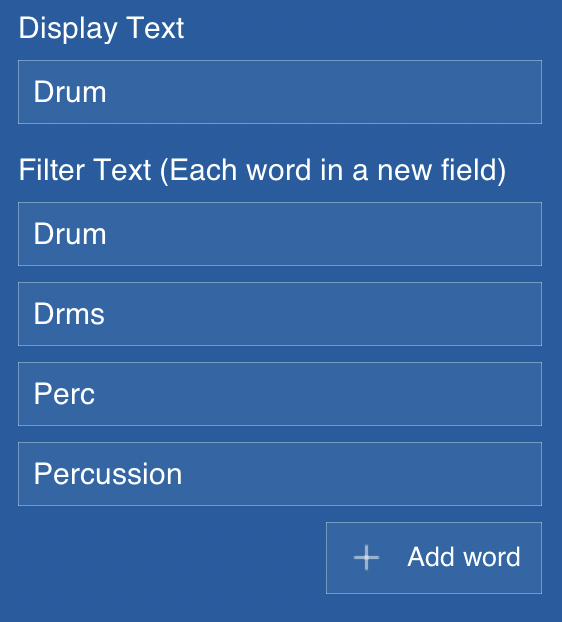 Display Text
Drum
Filter Text (Each word in a new field)
Drum
Drms
Perc
Percussion
Add word